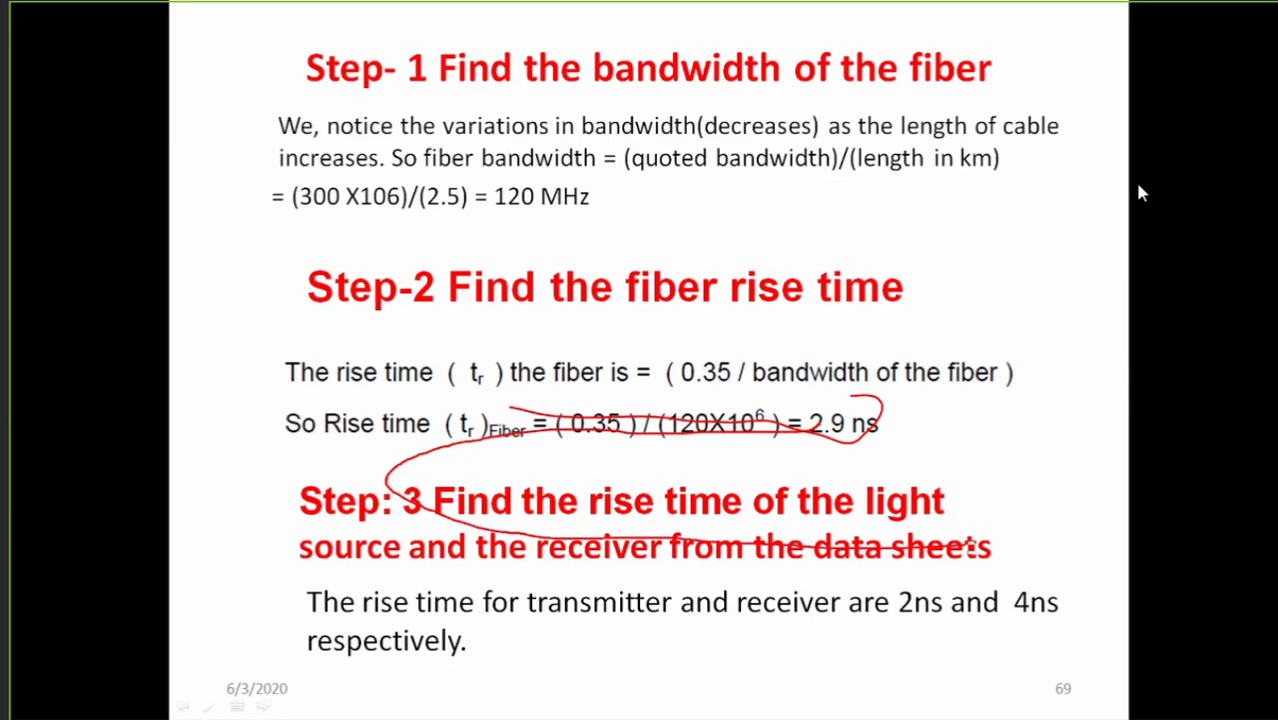 Step- 1 Find the bandwidth of the fiber
We, notice the variations in bandwidth(decreases) as the length of cable
increases. So fiber bandwidth = (quoted bandwidth)/(length in km)
= (300 X106)/(2.5) = 120 MHz
Step-2 Find the fiber rise time
The rise time ( tr ) the fiber is = ( 0.35 / bandwidth of the fiber )
So Rise time ( tr )Fiber = ( 0.35 ) / (120X10⁶ ) = 2.9 ns
Step: 3 Find the rise time of the light
source and the receiver from the data sheets
The rise time for transmitter and receiver are 2ns and 4ns
respectively.
6/3/2020
69